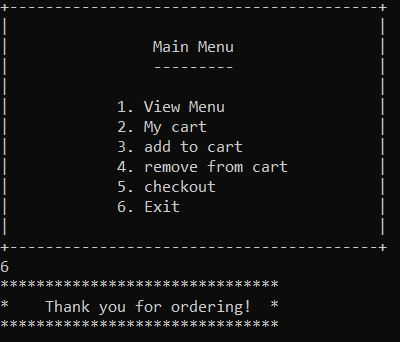 Main Menu
---------
1. View Menu
2. My cart
3. add to cart
4. remove from cart
5. checkout
6. Exit
6
*******************************
*    Thank you for ordering!  *
*******************************